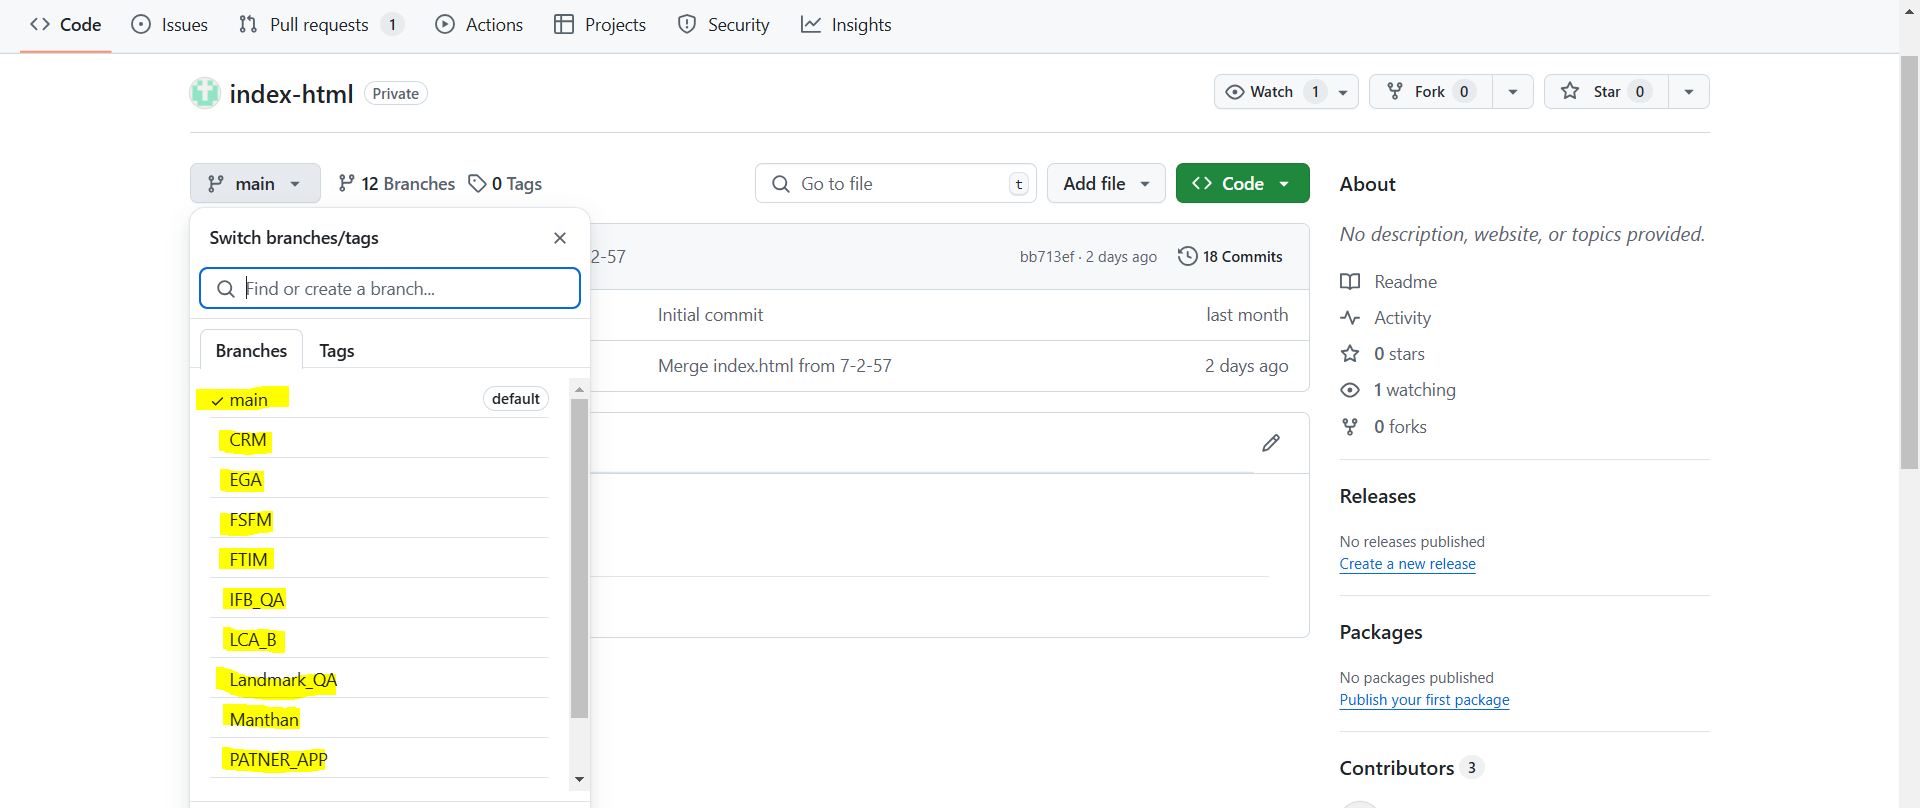 Code Issues Pull requests 1 Actions Projects Security Insights
index-html Private
Watch 1 Fork 0 Star 0
main 12 Branches 0 Tags
Go to file t Add file Code
Switch branches/tags
Find or create a branch...
Branches Tags
main default
CRM
EGA
FSFM
FTIM
IFB_QA
LCA_B
Landmark_QA
Manthan
PATNER_APP
2-57 bb713ef · 2 days ago 18 Commits
Initial commit last month
Merge index.html from 7-2-57 2 days ago
About
No description, website, or topics provided.
Readme
Activity
0 stars
1 watching
0 forks
Releases
No releases published
Create a new release
Packages
No packages published
Publish your first package
Contributors 3